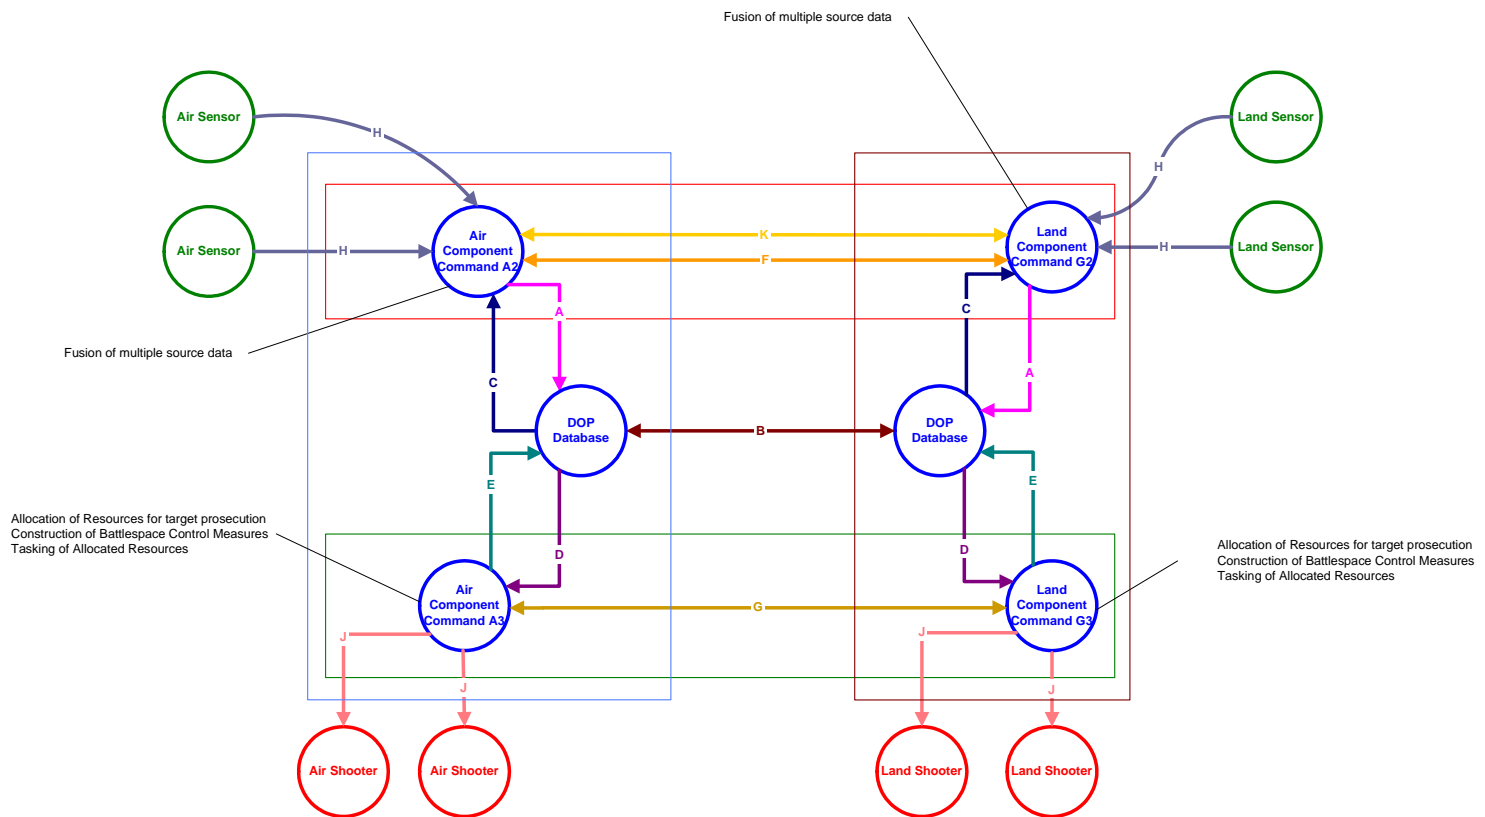 Fusion of multiple source data
Air Sensor
Land Sensor
H
H
Air Sensor
Land Sensor
H
H
Air
Component
Command A2
Land
Component
Command G2
K
F
A
C
C
A
Fusion of multiple source data
DOP
Database
B
DOP
Database
E
D
D
E
Allocation of Resources for target prosecution
Construction of Battlespace Control Measures
Tasking of Allocated Resources
Allocation of Resources for target prosecution
Construction of Battlespace Control Measures
Tasking of Allocated Resources
Air
Component
Command A3
G
Land
Component
Command G3
J
J
J
J
Air Shooter
Air Shooter
Land Shooter
Land Shooter